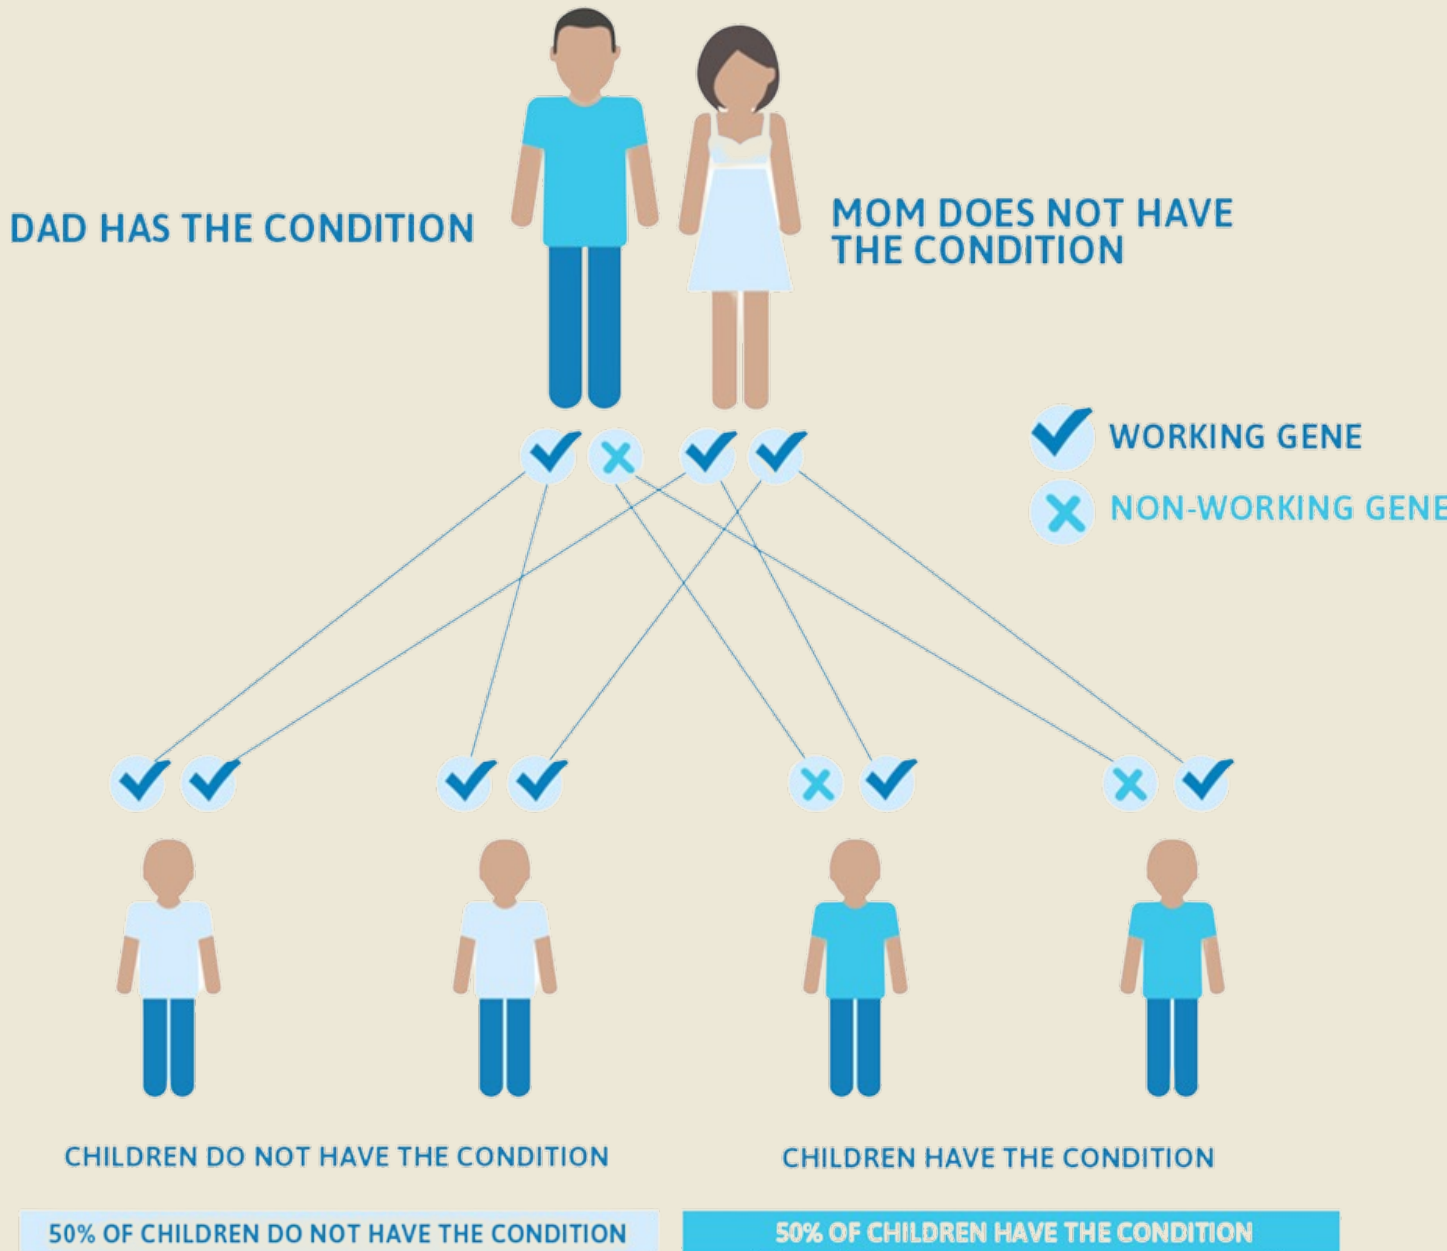 DAD HAS THE CONDITION
MOM DOES NOT HAVE
THE CONDITION
WORKING GENE
NON-WORKING GENE
CHILDREN DO NOT HAVE THE CONDITION
CHILDREN HAVE THE CONDITION
50% OF CHILDREN DO NOT HAVE THE CONDITION
50% OF CHILDREN HAVE THE CONDITION